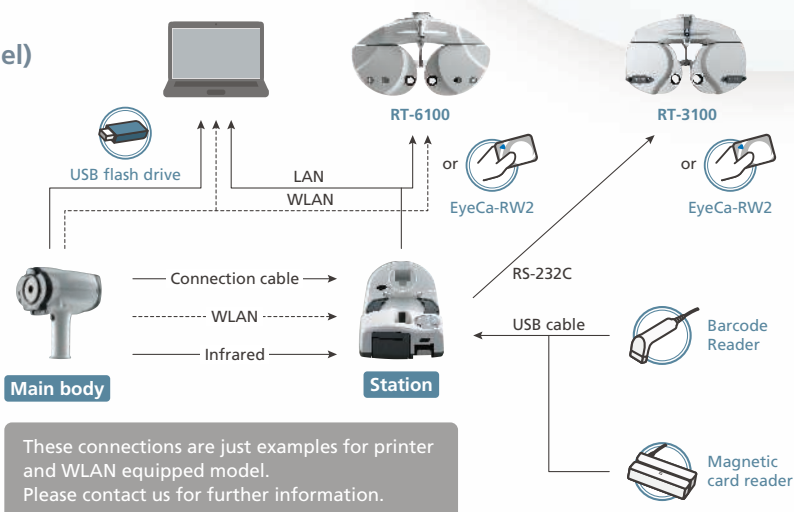 el)
RT-6100
RT-3100
USB flash drive
or
EyeCa-RW2
or
EyeCa-RW2
LAN
WLAN
Connection cable
WLAN
Infrared
RS-232C
USB cable
Barcode
Reader
Main body
Station
Magnetic
card reader
These connections are just examples for printer
and WLAN equipped model.
Please contact us for further information.